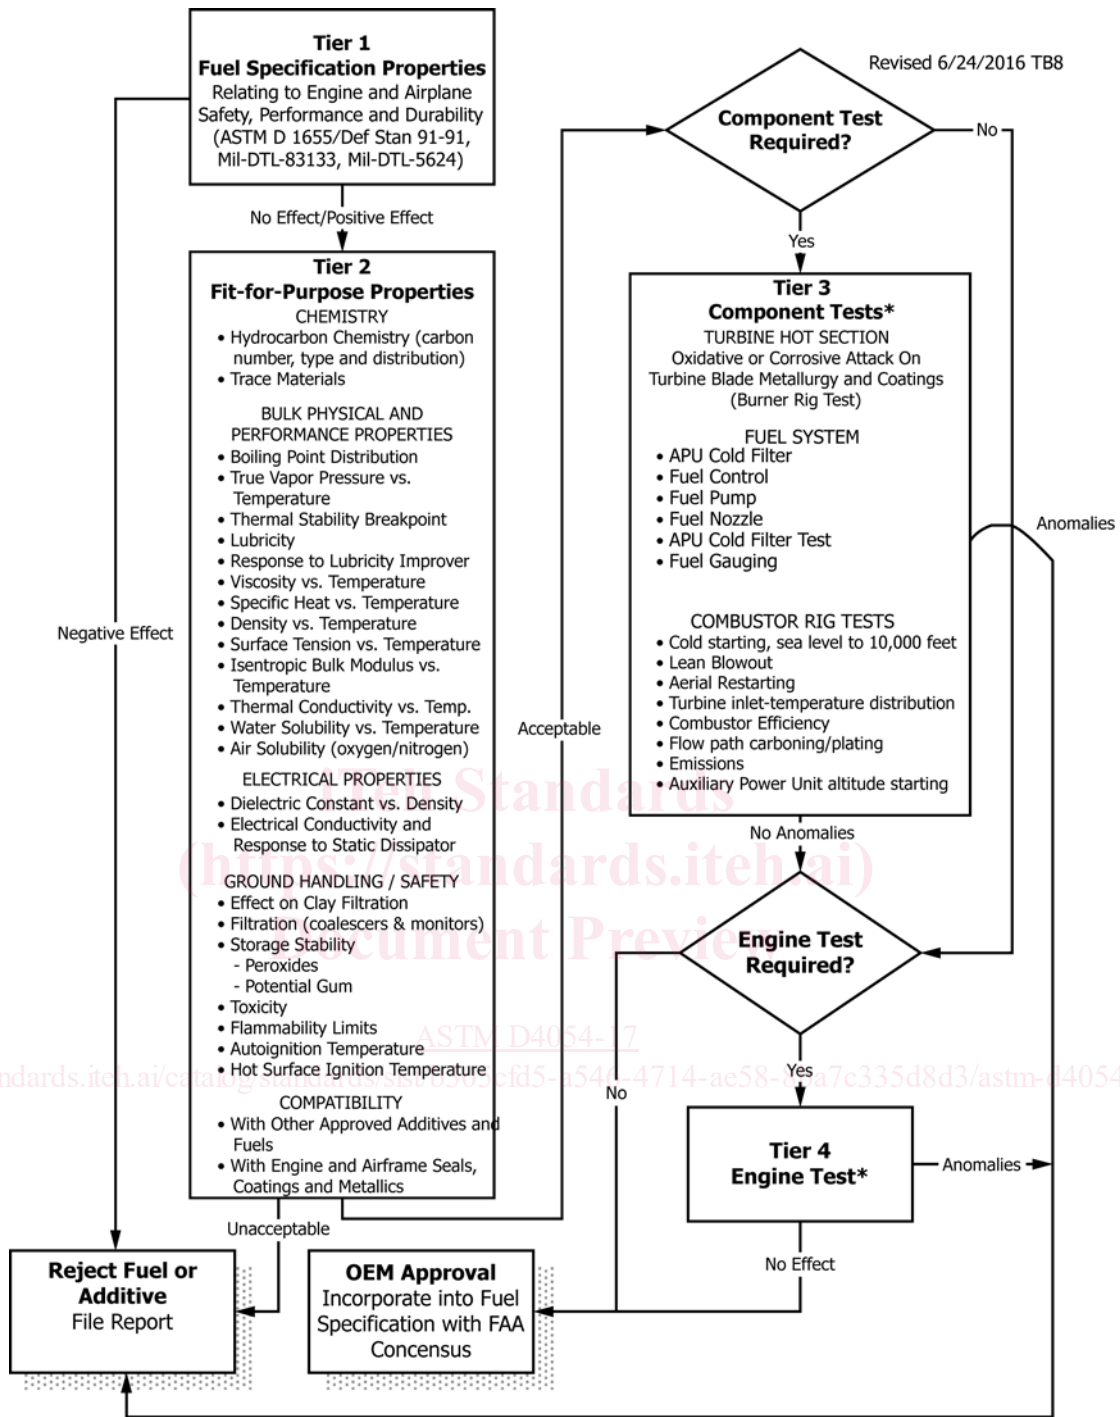 Tier 1
Fuel Specification Properties
Relating to Engine and Airplane
Safety, Performance and Durability
(ASTM D 1655/Def Stan 91-91,
Mil-DTL-83133, Mil-DTL-5624)
No Effect/Positive Effect
Tier 2
Fit-for-Purpose Properties
CHEMISTRY
• Hydrocarbon Chemistry (carbon
number, type and distribution)
• Trace Materials
BULK PHYSICAL AND
PERFORMANCE PROPERTIES
• Boiling Point Distribution
• True Vapor Pressure vs.
Temperature
• Thermal Stability Breakpoint
• Lubricity
• Response to Lubricity Improver
• Viscosity vs. Temperature
• Specific Heat vs. Temperature
• Density vs. Temperature
• Surface Tension vs. Temperature
• Isentropic Bulk Modulus vs.
Temperature
• Thermal Conductivity vs. Temp.
• Water Solubility vs. Temperature
• Air Solubility (oxygen/nitrogen)
ELECTRICAL PROPERTIES
• Dielectric Constant vs. Density
• Electrical Conductivity and
Response to Static Dissipator
GROUND HANDLING / SAFETY
• Effect on Clay Filtration
• Filtration (coalescers & monitors)
• Storage Stability
- Peroxides
- Potential Gum
• Toxicity
• Flammability Limits
• Autoignition Temperature
• Hot Surface Ignition Temperature
COMPATIBILITY
• With Other Approved Additives and
Fuels
• With Engine and Airframe Seals,
Coatings and Metallics
Negative Effect
Unacceptable
Acceptable
Reject Fuel or
Additive
File Report
OEM Approval
Incorporate into Fuel
Specification with FAA
Concensus
Revised 6/24/2016 TB8
Component Test
Required?
No
Yes
Tier 3
Component Tests*
TURBINE HOT SECTION
Oxidative or Corrosive Attack On
Turbine Blade Metallurgy and Coatings
(Burner Rig Test)
FUEL SYSTEM
• APU Cold Filter
• Fuel Control
• Fuel Pump
• Fuel Nozzle
• APU Cold Filter Test
• Fuel Gauging
COMBUSTOR RIG TESTS
• Cold starting, sea level to 10,000 feet
• Lean Blowout
• Aerial Restarting
• Turbine inlet-temperature distribution
• Combustor Efficiency
• Flow path carboning/plating
• Emissions
• Auxiliary Power Unit altitude starting
Anomalies
No Anomalies
Engine Test
Required?
No
Yes
Tier 4
Engine Test*
Anomalies
No Effect
iTeh Standards
(https://standards.iteh.ai)
Document Preview
ASTM D4054-17